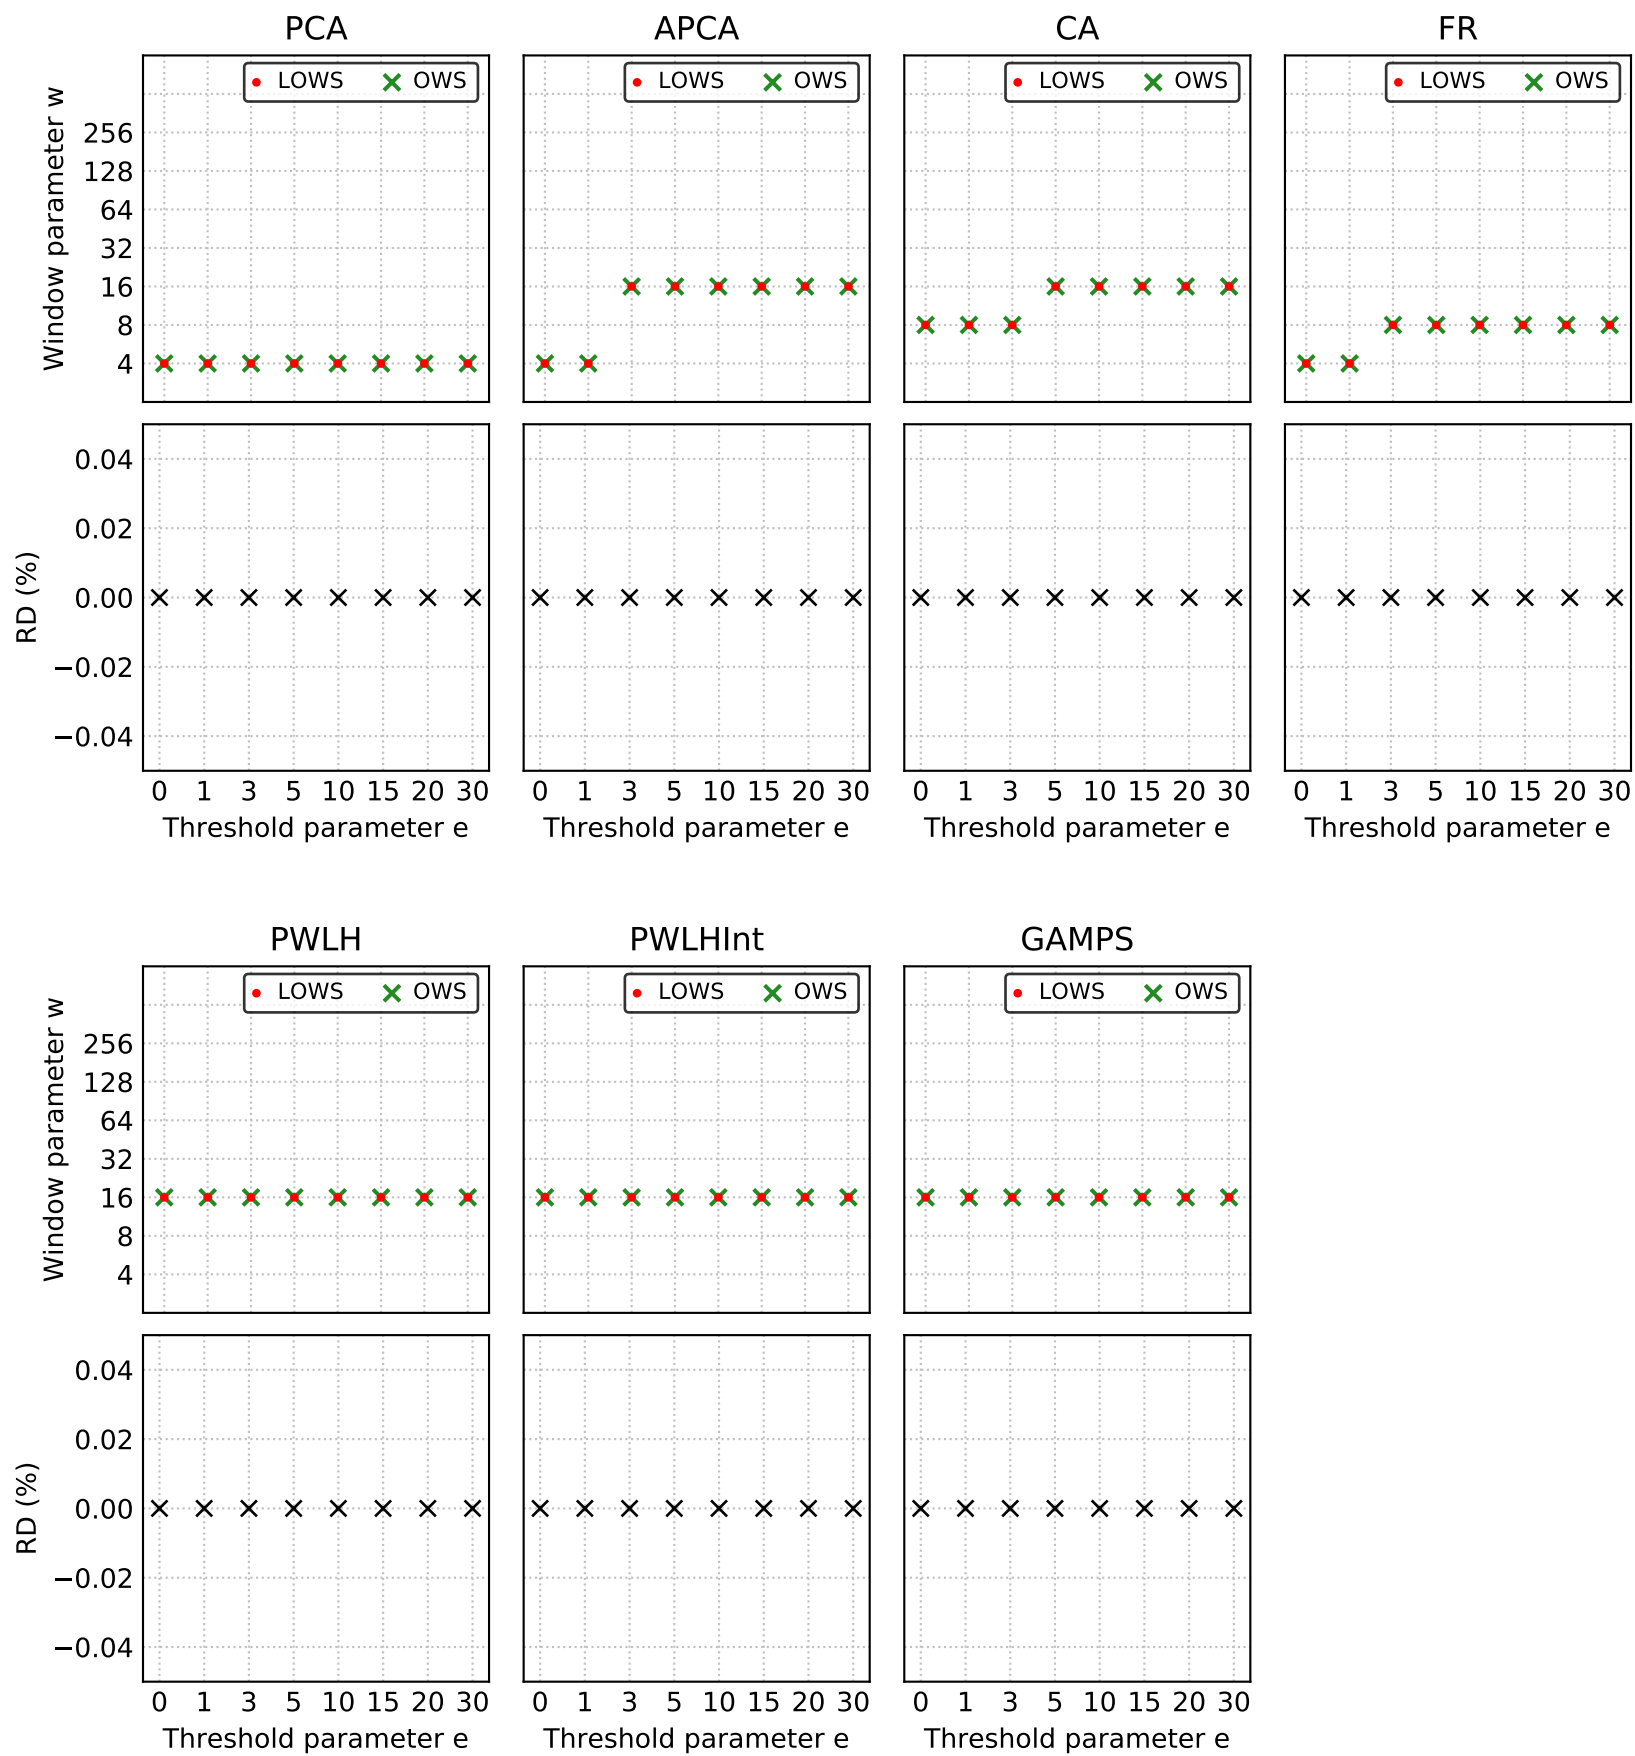 PCA APCA CA FR
LOWS OWS LOWS OWS LOWS OWS LOWS OWS
Window parameter w
256
128
64
32
16
8
4
RD (%)
0.04
0.02
0.00
−0.02
−0.04
0 1 3 5 10 15 20 30 0 1 3 5 10 15 20 30 0 1 3 5 10 15 20 30 0 1 3 5 10 15 20 30
Threshold parameter e Threshold parameter e Threshold parameter e Threshold parameter e
PWLH PWLHInt GAMPS
LOWS OWS LOWS OWS LOWS OWS
Window parameter w
256
128
64
32
16
8
4
RD (%)
0.04
0.02
0.00
−0.02
−0.04
0 1 3 5 10 15 20 30 0 1 3 5 10 15 20 30 0 1 3 5 10 15 20 30
Threshold parameter e Threshold parameter e Threshold parameter e